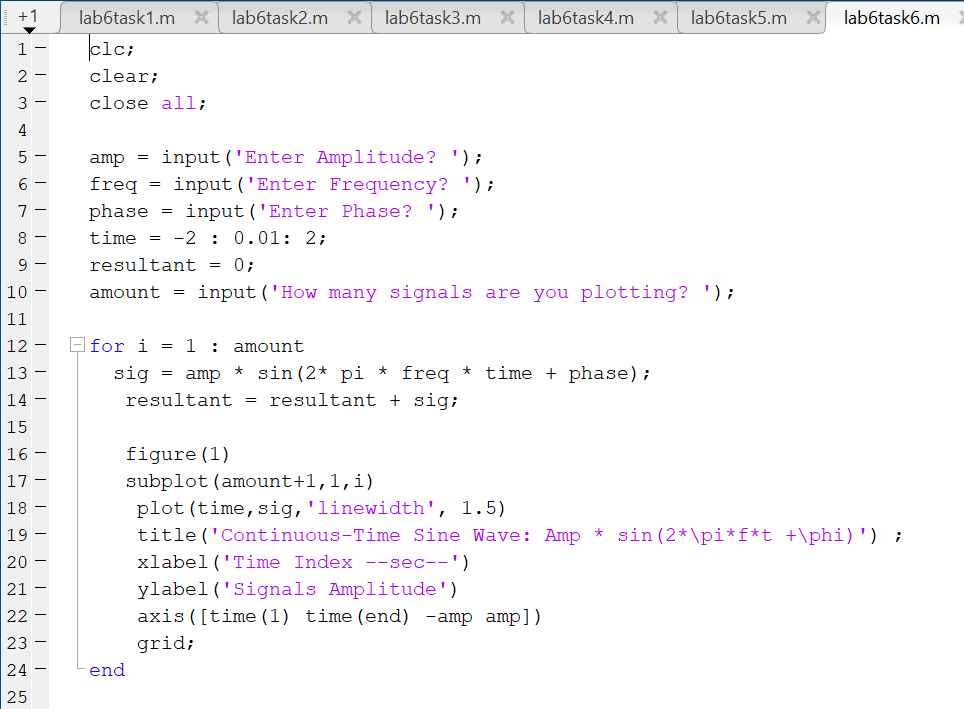 +1 lab6task1.m × lab6task2.m × lab6task3.m × lab6task4.m × lab6task5.m × lab6task6.m
1 clc;
2 clear;
3 close all;
4
5 amp = input('Enter Amplitude? ');
6 freq = input('Enter Frequency? ');
7 phase = input('Enter Phase? ');
8 time = -2 : 0.01: 2;
9 resultant = 0;
10 amount = input('How many signals are you plotting? ');
11
12 for i = 1 : amount
13 sig = amp * sin(2* pi * freq * time + phase);
14 resultant = resultant + sig;
15
16 figure(1)
17 subplot(amount+1,1,i)
18 plot(time,sig,'linewidth', 1.5)
19 title('Continuous-Time Sine Wave: Amp * sin(2*\pi*f*t +\phi)') ;
20 xlabel('Time Index --sec--')
21 ylabel('Signals Amplitude')
22 axis([time(1) time(end) -amp amp])
23 grid;
24 end
25